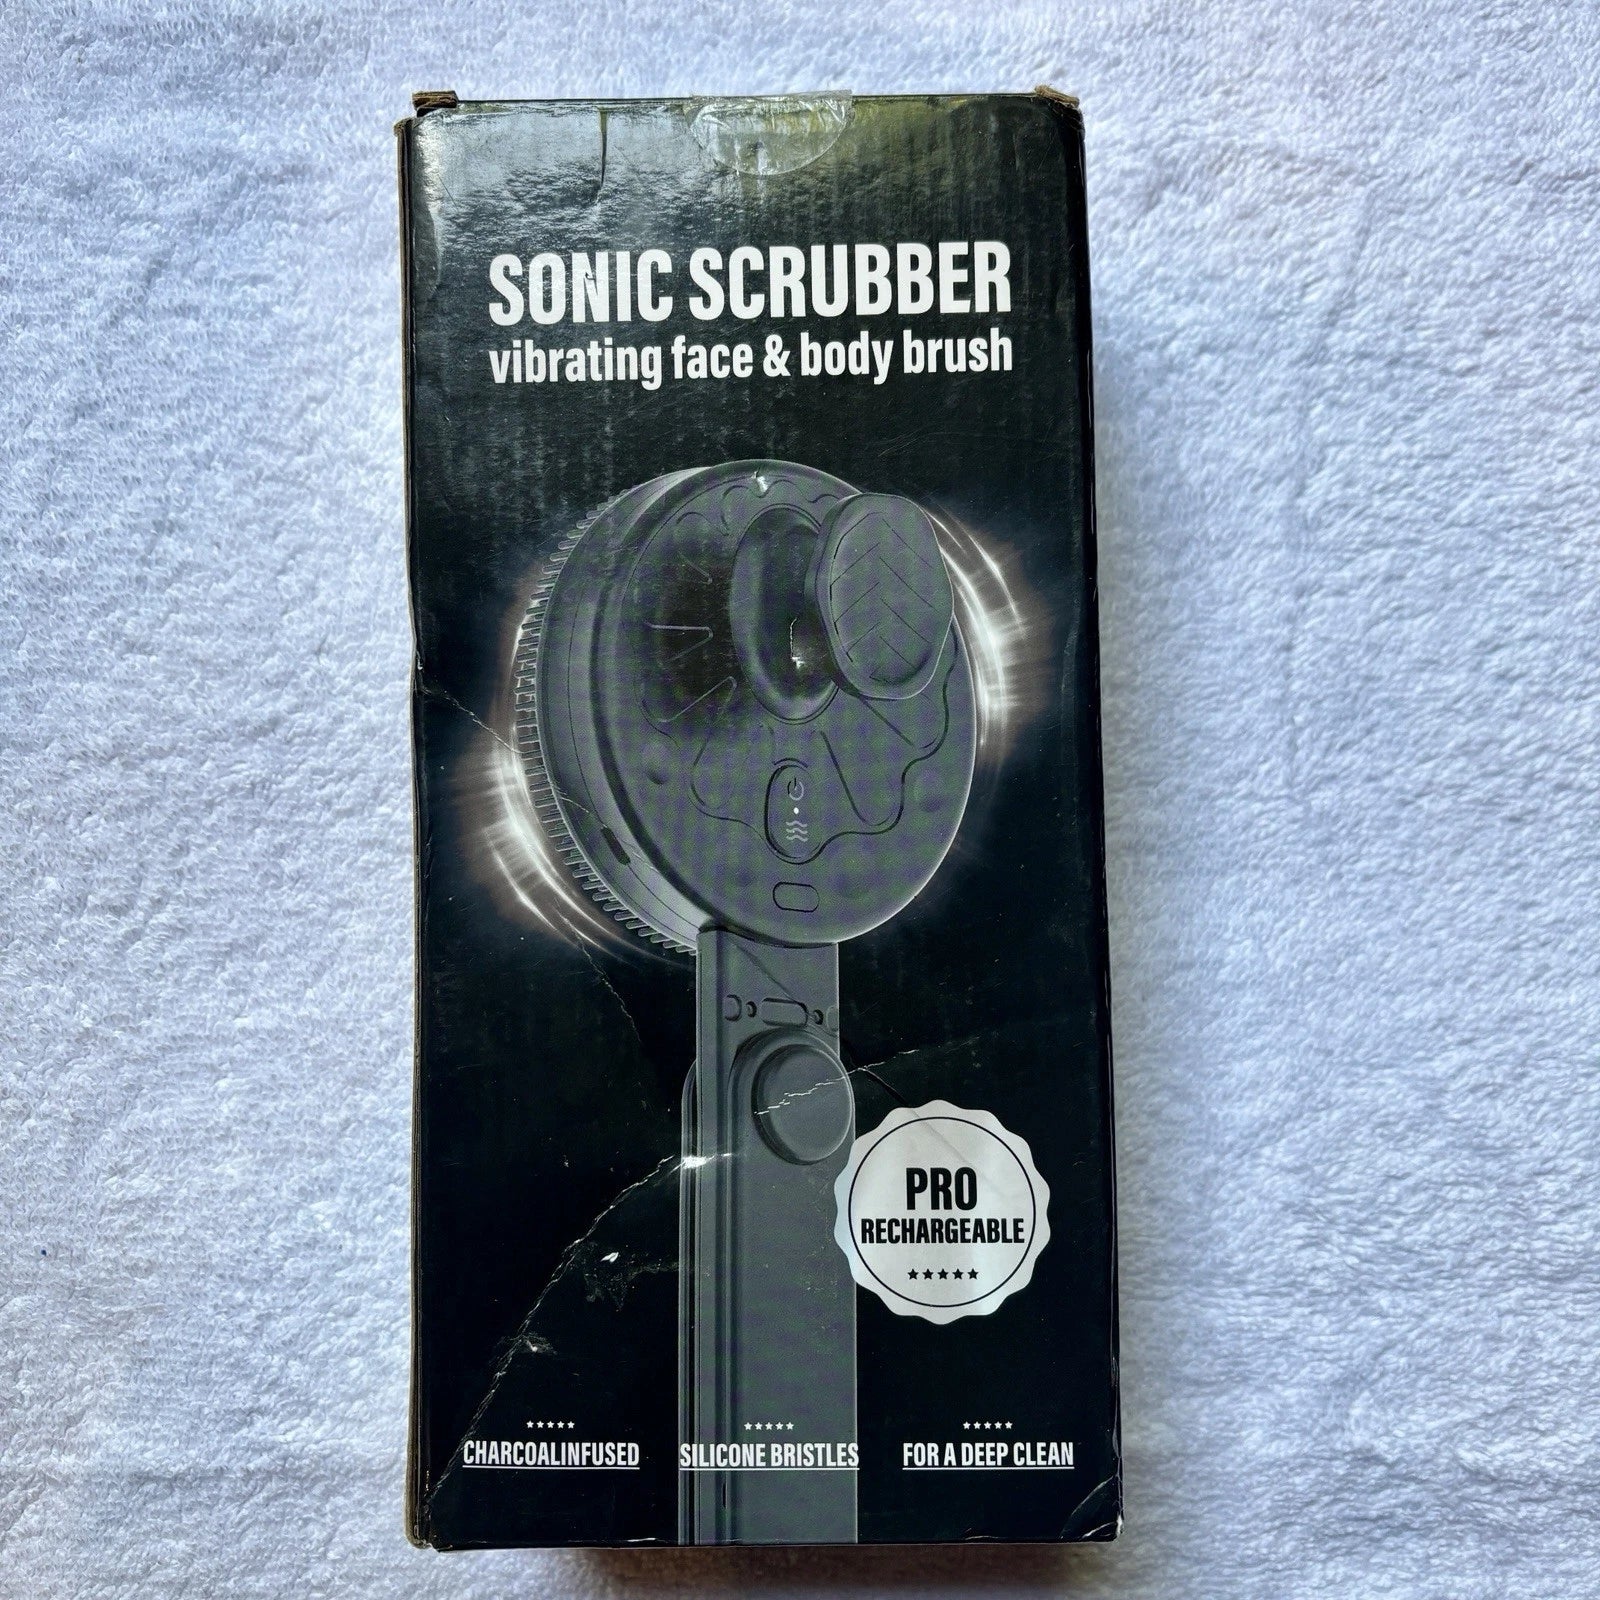 SONIC SCRUBBER
vibrating face & body brush
PRO
RECHARGEABLE
CHARCOALINFUSED
SILICONE BRISTLES
FOR A DEEP CLEAN